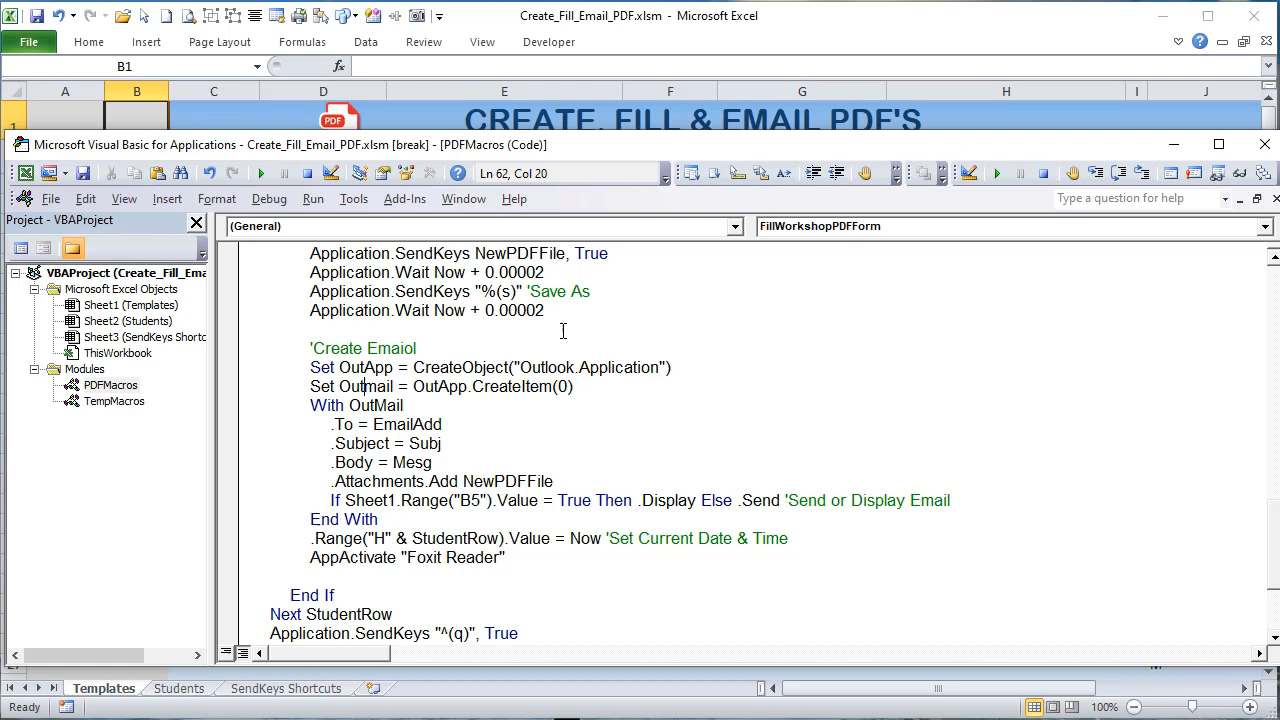 Create_Fill_Email_PDF.xlsm - Microsoft Excel
File Home Insert Page Layout Formulas Data Review View Developer
B1 fx
A B C D E F G H I J
1
PDF
CREATE, FILL & EMAIL PDF'S
Microsoft Visual Basic for Applications - Create_Fill_Email_PDF.xlsm [break] - [PDFMacros (Code)]
Ln 62, Col 20
File Edit View Insert Format Debug Run Tools Add-Ins Window Help
Type a question for help
Project - VBAProject
(General)
FillWorkshopPDFForm
VBAProject (Create_Fill_Em
Microsoft Excel Objects
Sheet1 (Templates)
Sheet2 (Students)
Sheet3 (SendKeys Shortc
ThisWorkbook
Modules
PDFMacros
TempMacros
Application.SendKeys NewPDFFile, True
Application.Wait Now + 0.00002
Application.SendKeys "%(s)" 'Save As
Application.Wait Now + 0.00002
'Create Emaiol
Set OutApp = CreateObject("Outlook.Application")
Set Outmail = OutApp.CreateItem(0)
With OutMail
.To = EmailAdd
.Subject = Subj
.Body = Mesg
.Attachments.Add NewPDFFile
If Sheet1.Range("B5").Value = True Then .Display Else .Send 'Send or Display Email
End With
.Range("H" & StudentRow).Value = Now 'Set Current Date & Time
AppActivate "Foxit Reader"
End If
Next StudentRow
Application.SendKeys "^(q)", True
Templates Students SendKeys Shortcuts
Ready
100%